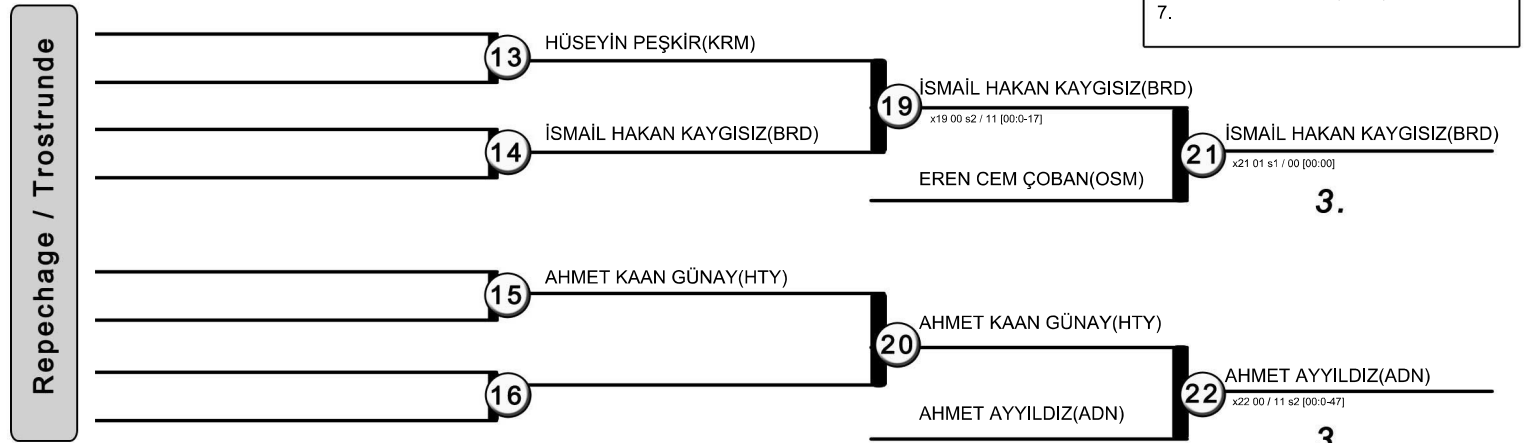 7.
Repechage / Trostrunde
13
HÜSEYİN PEŞKİR(KRM)
19
İSMAİL HAKAN KAYGISIZ(BRD)
x19 00 s2 / 11 [00:0-17]
14
İSMAİL HAKAN KAYGISIZ(BRD)
21
İSMAİL HAKAN KAYGISIZ(BRD)
x21 01 s1 / 00 [00:00]
EREN CEM ÇOBAN(OSM)
3.
15
AHMET KAAN GÜNAY(HTY)
20
AHMET KAAN GÜNAY(HTY)
16
22
AHMET AYYILDIZ(ADN)
x22 00 / 11 s2 [00:0-47]
AHMET AYYILDIZ(ADN)
3